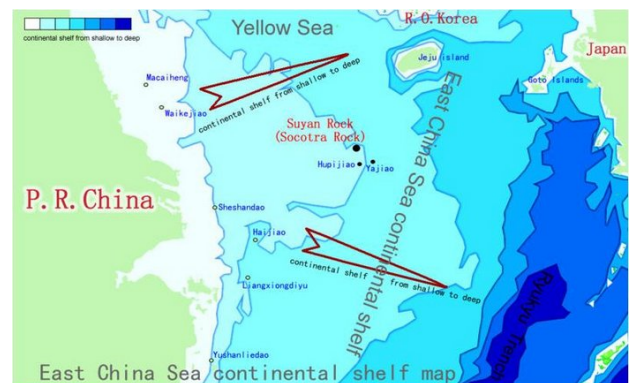 Yellow Sea
R.O.Korea
continental shelf from shallow to deep
Jeju island
Japan
Macaiheng
Goto Islands
continental shelf from shallow to deep
Waikejiao
East China Sea continental shelf
Suyan Rock
(Socotra Rock)
Hupijiao
Yajiao
P.R.China
Sheshandao
Haijiao
continental shelf from shallow to deep
Liangxiongdiyu
Ryukyu Trench
Yushanliedao
East China Sea continental shelf map